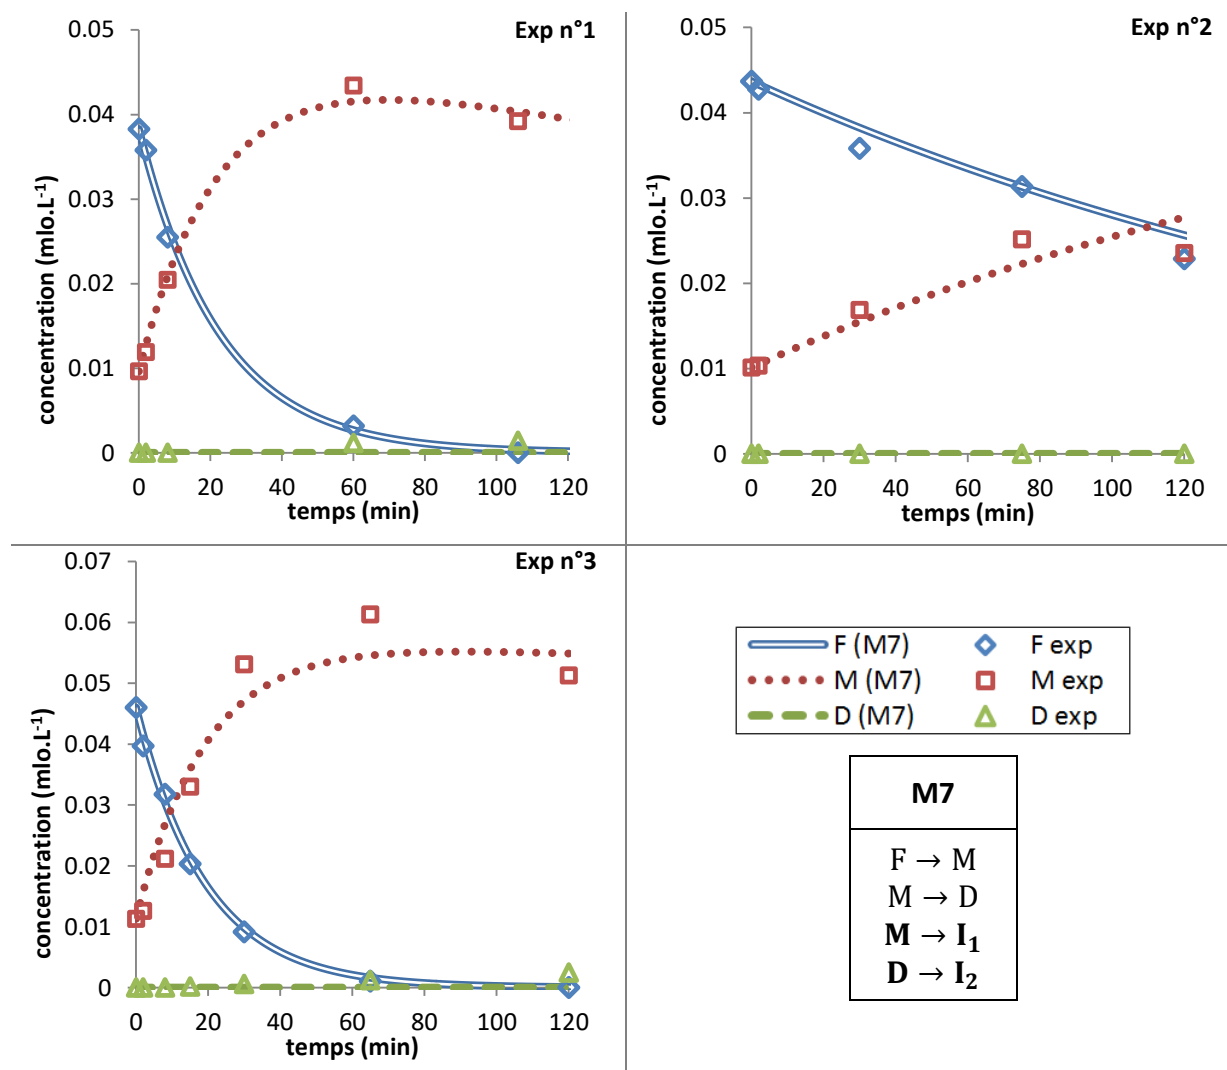 Exp n°1
0.05
0.04
0.03
0.02
0.01
0
concentration (mlo.L⁻¹)
0 20 40 60 80 100 120
temps (min)
Exp n°2
0.05
0.04
0.03
0.02
0.01
0
concentration (mlo.L⁻¹)
0 20 40 60 80 100 120
temps (min)
Exp n°3
0.07
0.06
0.05
0.04
0.03
0.02
0.01
0
concentration (mlo.L⁻¹)
0 20 40 60 80 100 120
temps (min)
F (M7) F exp
M (M7) M exp
D (M7) D exp
M7
F → M
M → D
M → I₁
D → I₂